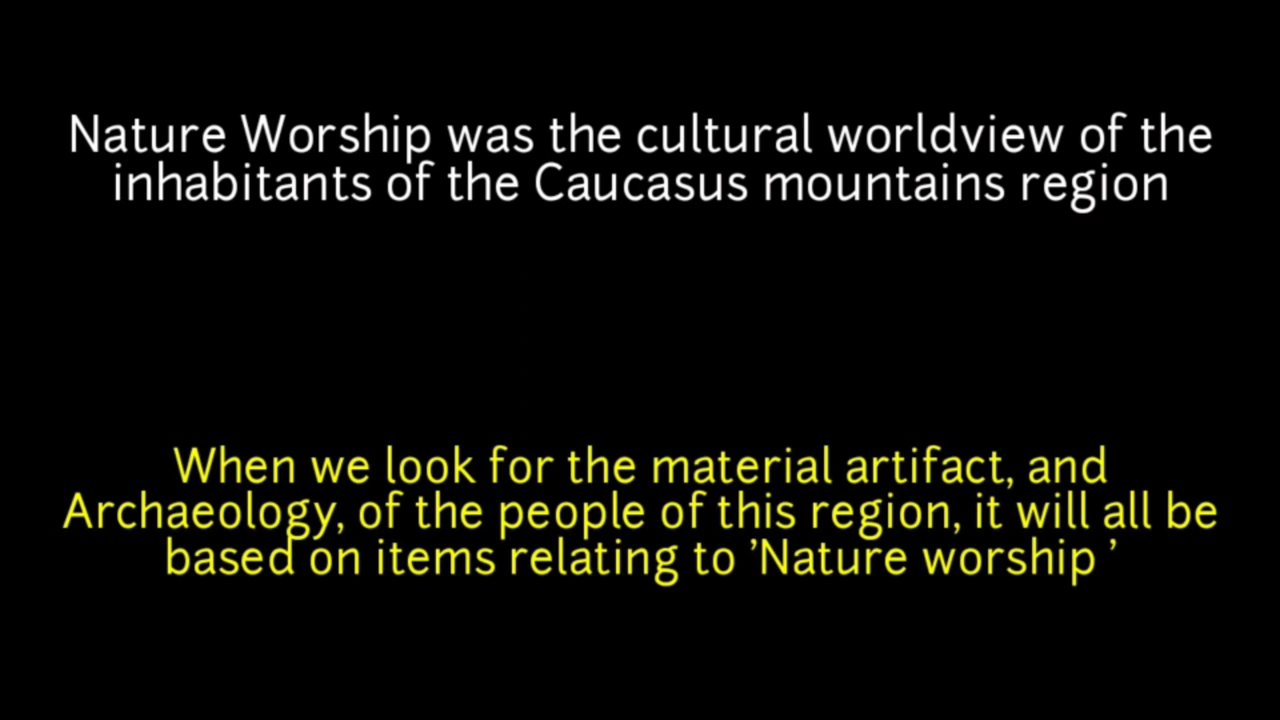 Nature Worship was the cultural worldview of the
inhabitants of the Caucasus mountains region
When we look for the material artifact, and
Archaeology, of the people of this region, it will all be
based on items relating to ’Nature worship ’